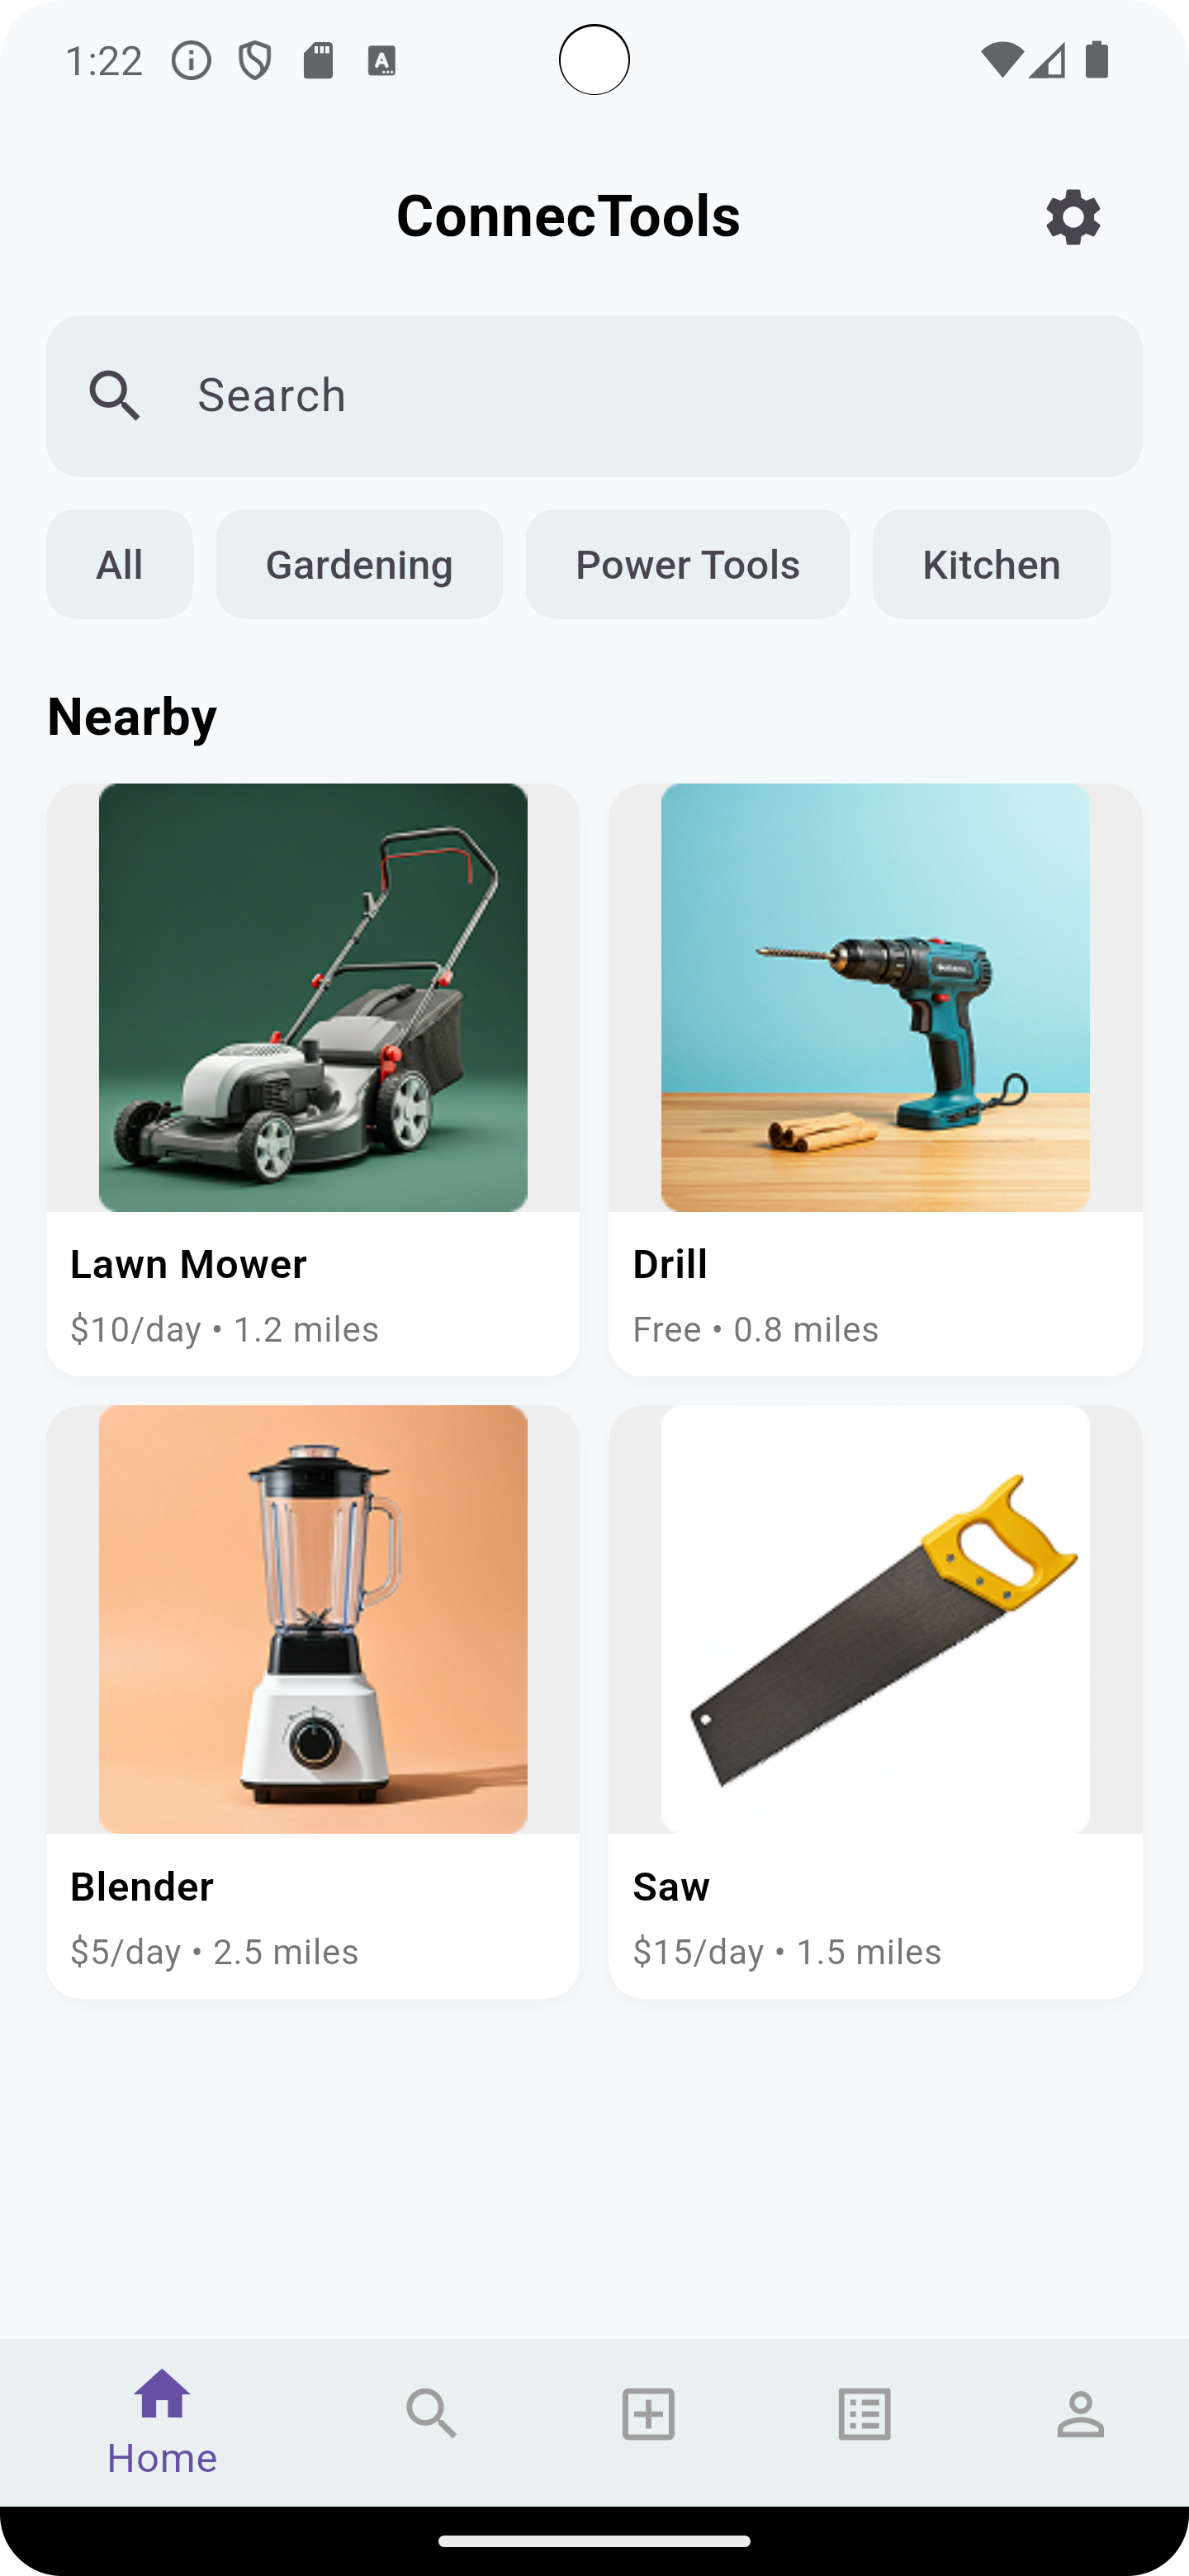 1:22
ConnecTools
Search
All Gardening Power Tools Kitchen
Nearby
Lawn Mower
$10/day • 1.2 miles
Drill
Free • 0.8 miles
Blender
$5/day • 2.5 miles
Saw
$15/day • 1.5 miles
Home